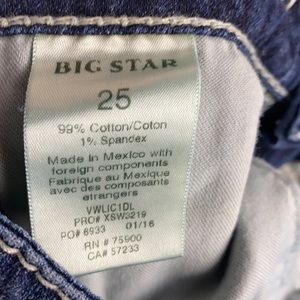 BIG STAR
25
99% Cotton/Coton
1% Spandex
Made in Mexico with
foreign components
Fabrique au Mexique
avec des composants
etrangers
VWLIC1DL
PRO# XSW3219
PO# 6933 01/16
RN # 75900
CA# 57233